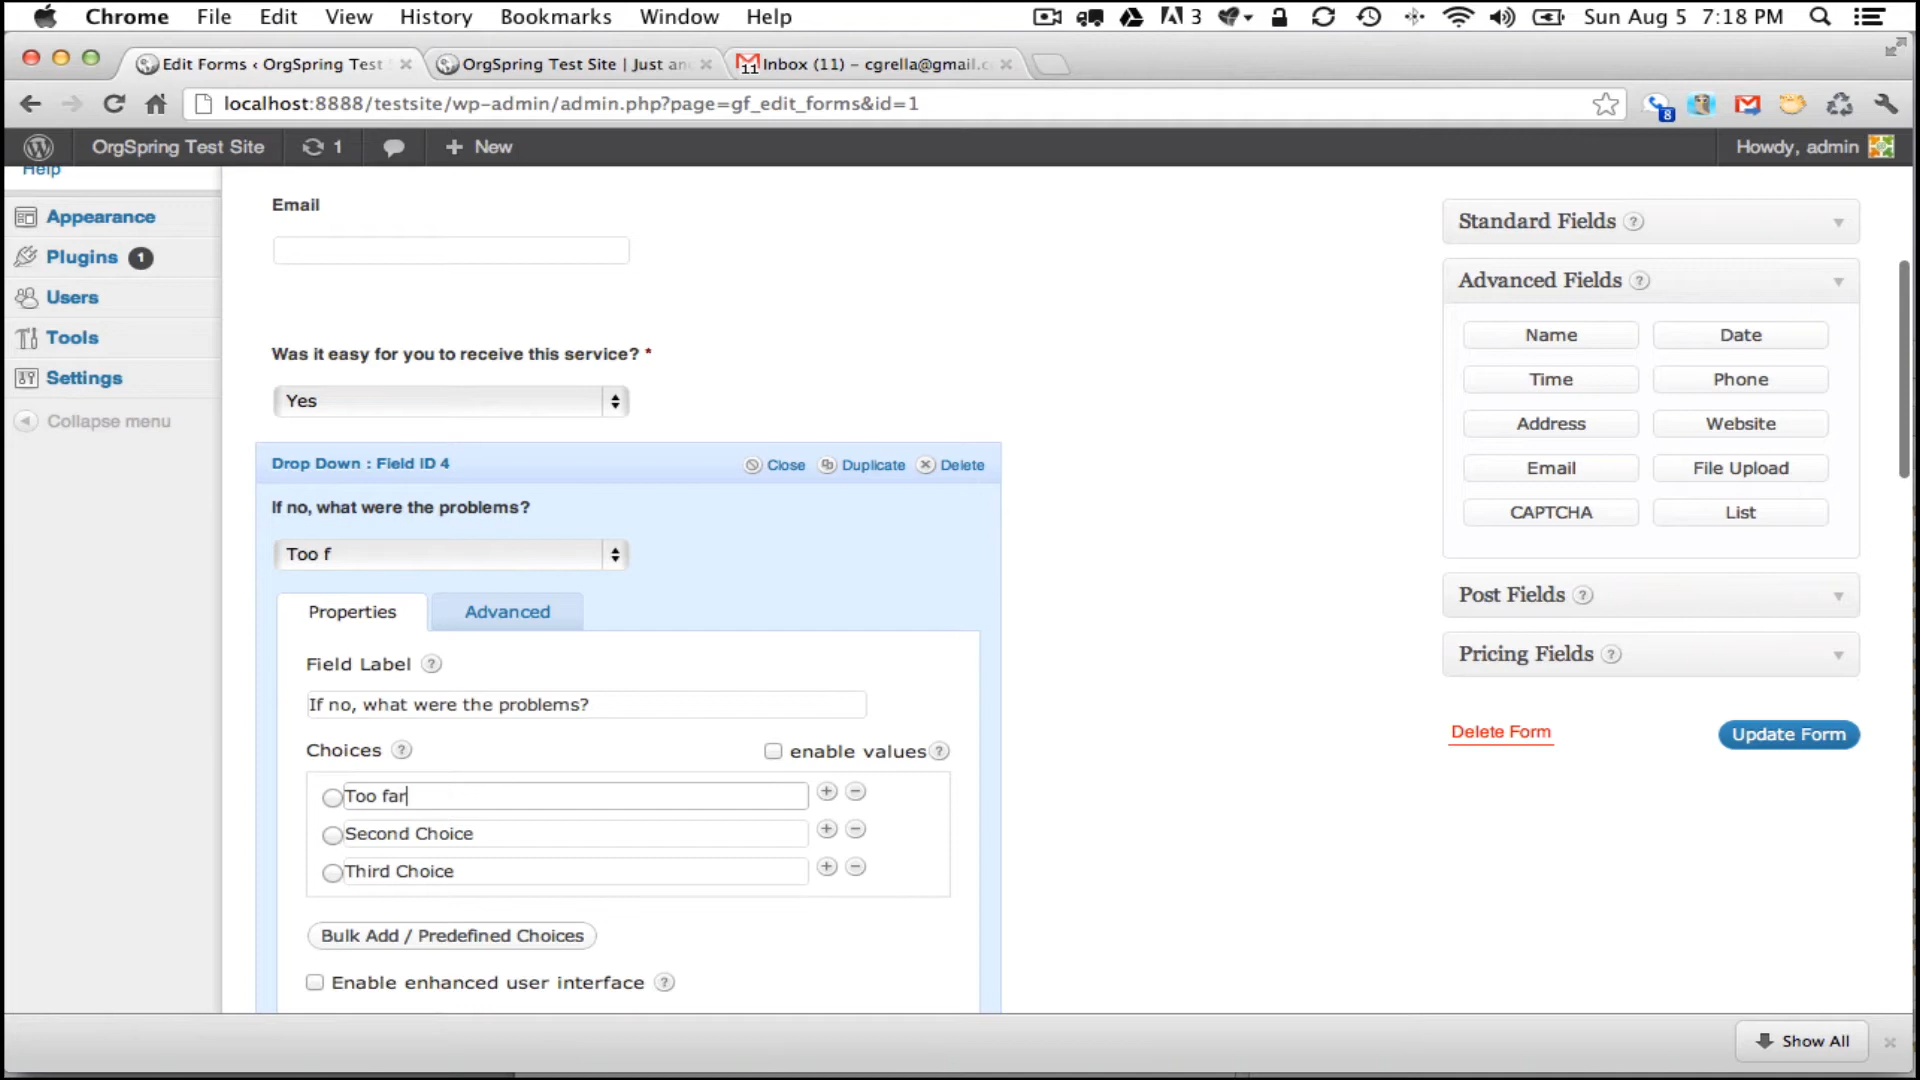 Chrome File Edit View History Bookmarks Window Help 3 Sun Aug 5 7:18 PM
Edit Forms ‹ OrgSpring Test OrgSpring Test Site | Just an 11 Inbox (11) – cgrella@gmail.c
localhost:8888/testsite/wp-admin/admin.php?page=gf_edit_forms&id=1 8
OrgSpring Test Site 1 + New Howdy, admin
Help
Appearance
Plugins 1
Users
Tools
Settings
Collapse menu
Email
Was it easy for you to receive this service? *
Yes
Drop Down : Field ID 4 Close Duplicate Delete
If no, what were the problems?
Too f
Properties Advanced
Field Label ?
If no, what were the problems?
Choices ? enable values ?
Too far
Second Choice
Third Choice
Bulk Add / Predefined Choices
Enable enhanced user interface ?
Standard Fields ?
Advanced Fields ?
Name Date
Time Phone
Address Website
Email File Upload
CAPTCHA List
Post Fields ?
Pricing Fields ?
Delete Form Update Form
Show All